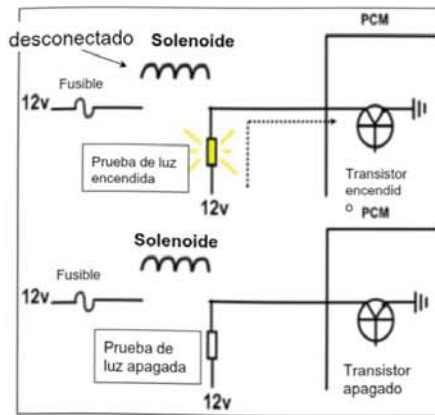 PCM
desconectado
Solenoide
Fusible
12v
Prueba de luz
encendida
12v
Transistor
encendid
o
PCM
Solenoide
Fusible
12v
Prueba de
luz apagada
12v
Transistor
apagado